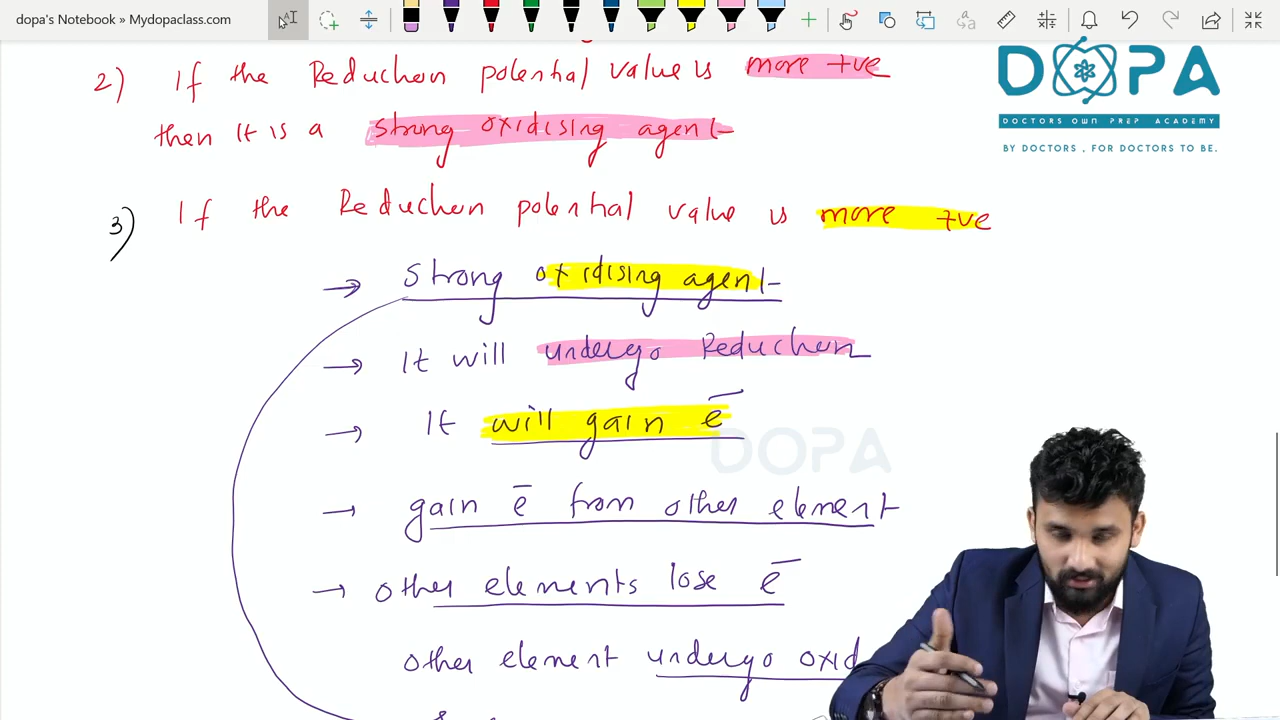 dopa's Notebook » Mydopaclass.com
DOPA
DOCTORS OWN PREP ACADEMY
BY DOCTORS , FOR DOCTORS TO BE.
2) If the Reduction potential value is more +ve
then it is a strong oxidising agent
3) If the Reduction potential value is more +ve
→ strong oxidising agent
→ It will undergo Reduction
→ It will gain e⁻
→ gain e⁻ from other element
→ other elements lose e⁻
other element undergo oxid
DOPA